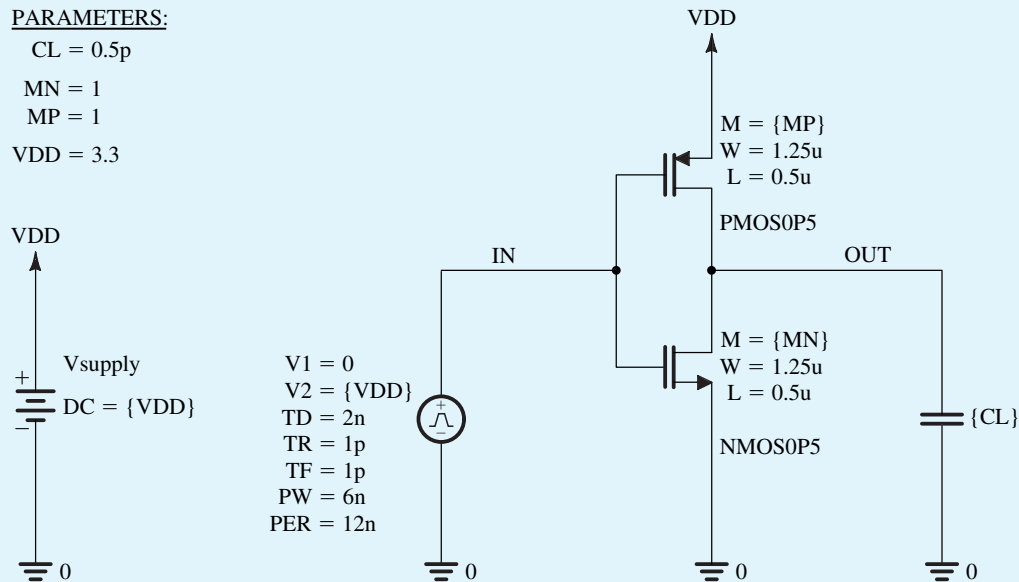 PARAMETERS:
CL = 0.5p
MN = 1
MP = 1
VDD = 3.3
VDD
+
Vsupply
DC = {VDD}
−
0
IN
V1 = 0
V2 = {VDD}
TD = 2n
TR = 1p
TF = 1p
PW = 6n
PER = 12n
+
−
0
VDD
M = {MP}
W = 1.25u
L = 0.5u
PMOS0P5
OUT
M = {MN}
W = 1.25u
L = 0.5u
NMOS0P5
0
{CL}
0